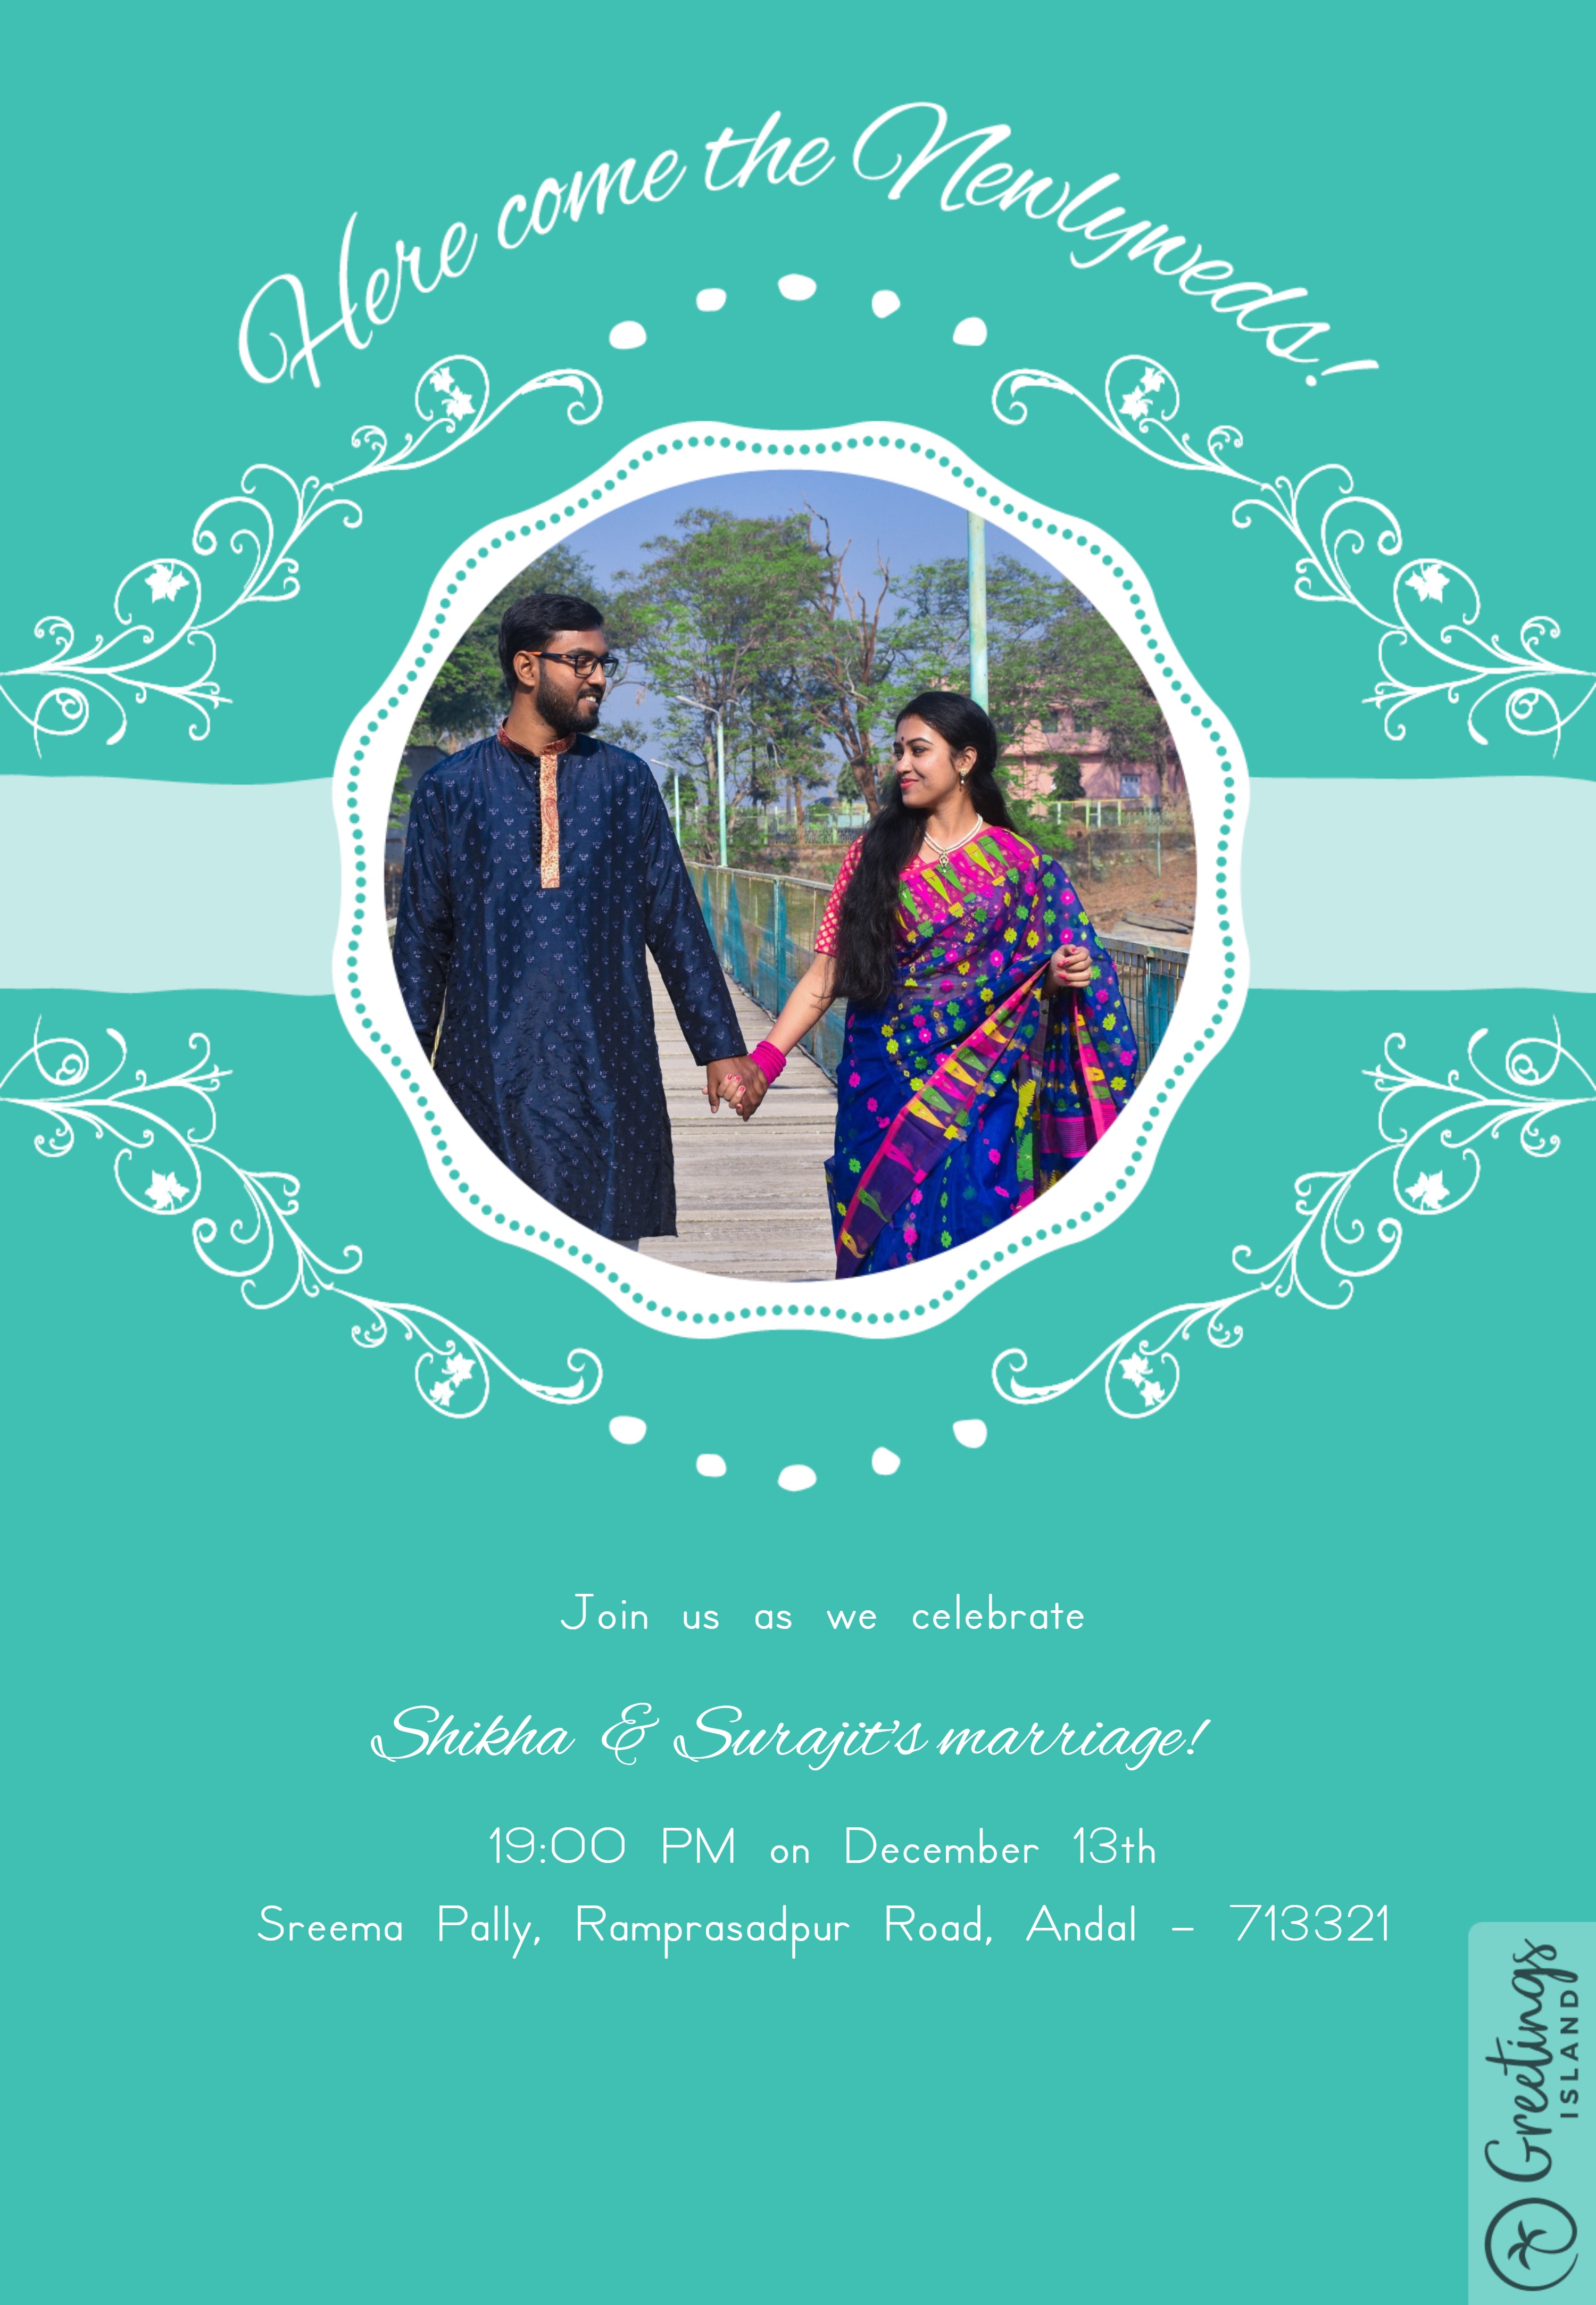 Here come the Newlyweds!
Join us as we celebrate
Shikha & Surajit's marriage!
19:00 PM on December 13th
Sreema Pally, Ramprasadpur Road, Andal - 713321
Greetings
ISLAND